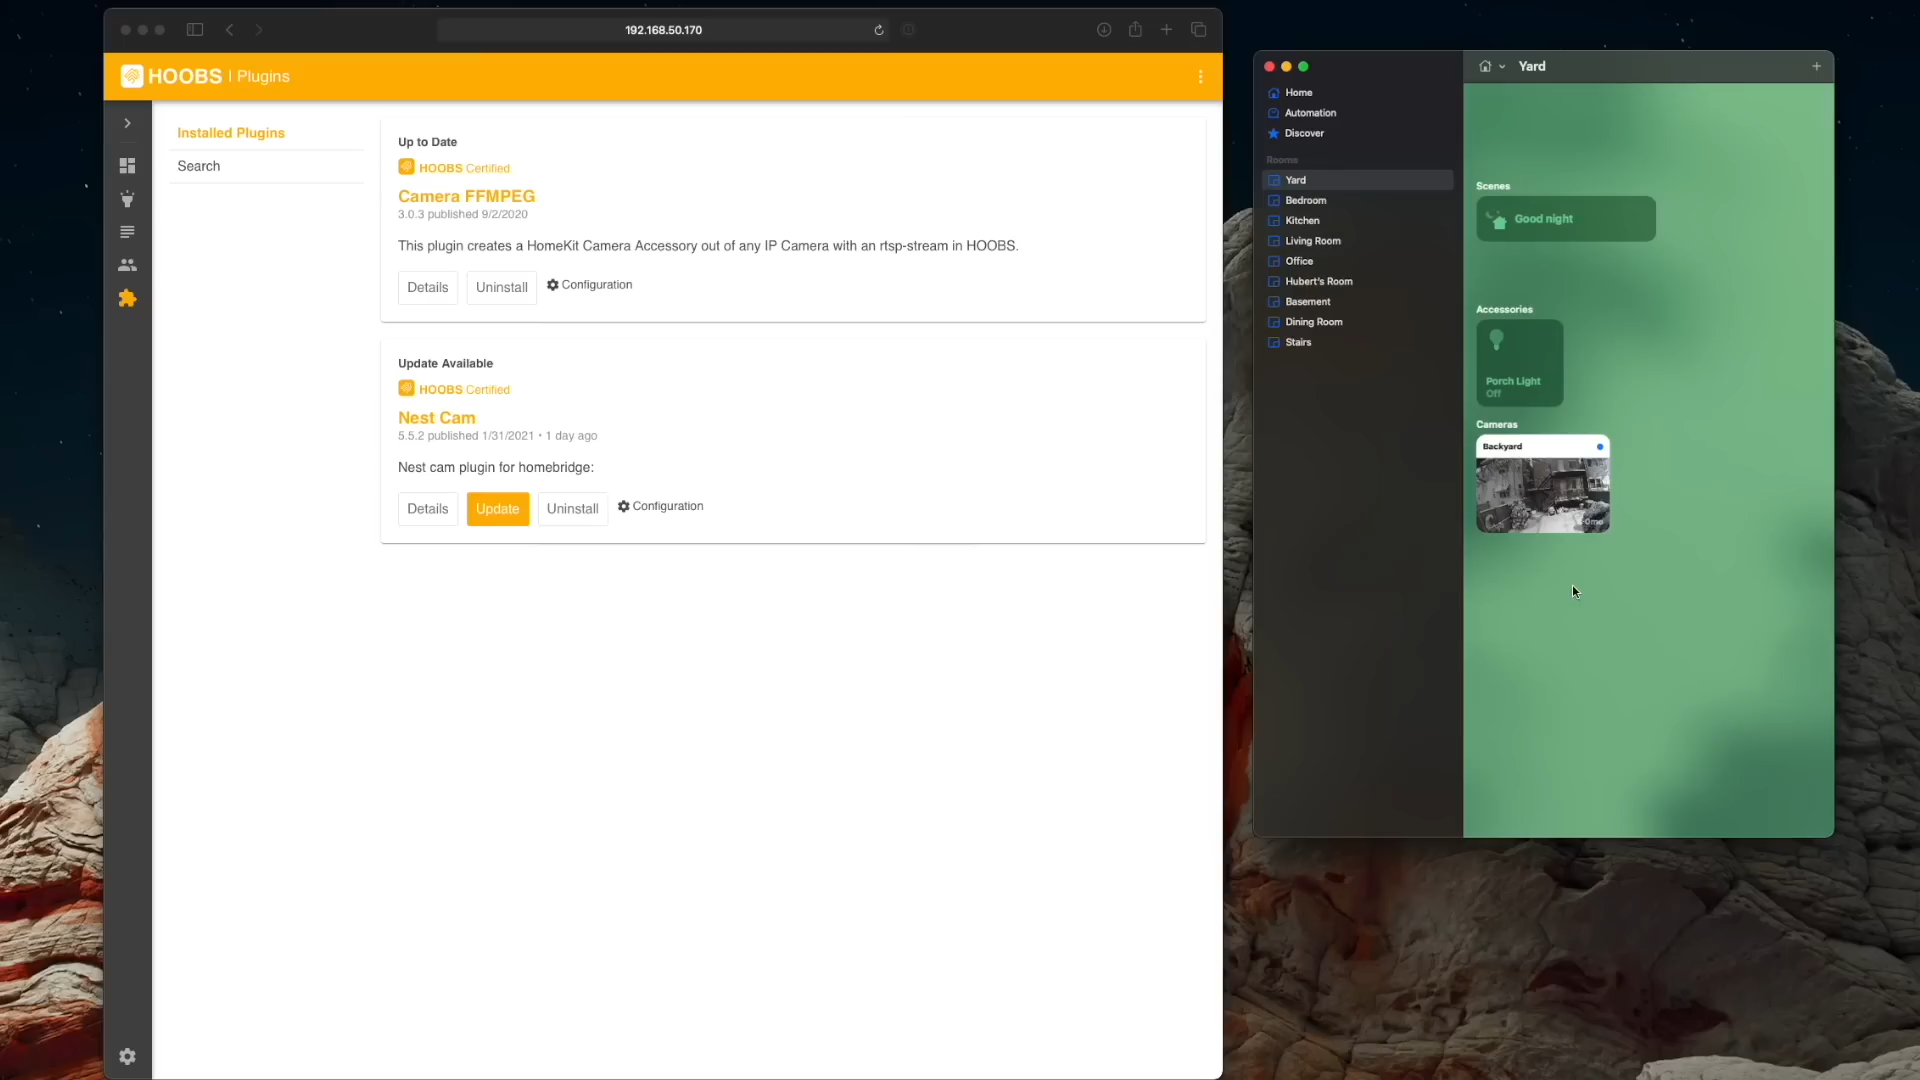 192.168.50.170
HOOBS | Plugins
Installed Plugins
Search
Up to Date
HOOBS Certified
Camera FFMPEG
3.0.3 published 9/2/2020
This plugin creates a HomeKit Camera Accessory out of any IP Camera with an rtsp-stream in HOOBS.
Details
Uninstall
Configuration
Update Available
HOOBS Certified
Nest Cam
5.5.2 published 1/31/2021 • 1 day ago
Nest cam plugin for homebridge:
Details
Update
Uninstall
Configuration
Home
Automation
Discover
Rooms
Yard
Bedroom
Kitchen
Living Room
Office
Hubert's Room
Basement
Dining Room
Stairs
Yard
Scenes
Good night
Accessories
Porch Light
Off
Cameras
Backyard